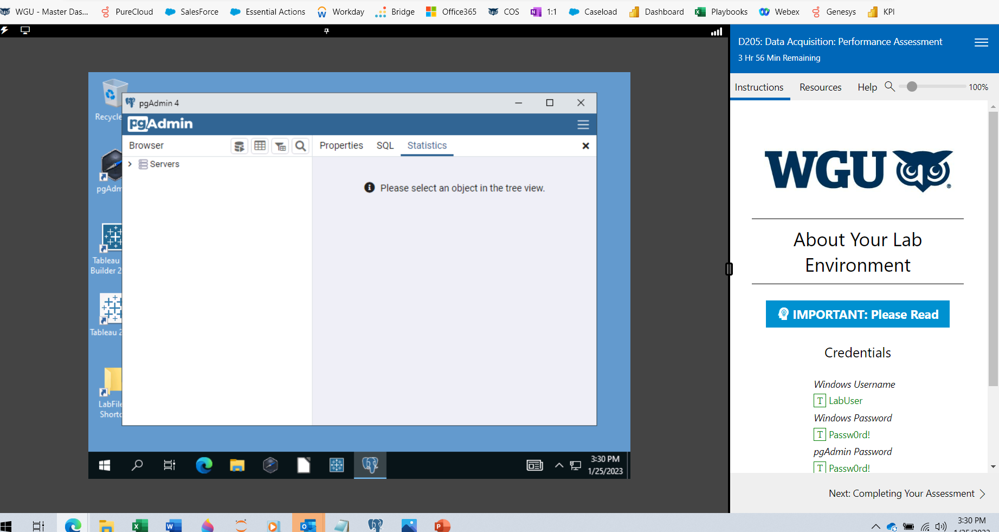 WGU - Master Das...
PureCloud
SalesForce
Essential Actions
Workday
Bridge
Office365
COS
1:1
Caseload
Dashboard
Playbooks
Webex
Genesys
KPI
D205: Data Acquisition: Performance Assessment
3 Hr 56 Min Remaining
Instructions
Resources
Help
100%
Recycle
pgAdm
Tableau
Builder 2
Tableau 2
LabFile
Shortc
pgAdmin 4
pgAdmin
Browser
Properties
SQL
Statistics
Servers
Please select an object in the tree view.
3:30 PM
1/25/2023
WGU
About Your Lab
Environment
IMPORTANT: Please Read
Credentials
Windows Username
T LabUser
Windows Password
T Passw0rd!
pgAdmin Password
T Passw0rd!
Next: Completing Your Assessment
3:30 PM